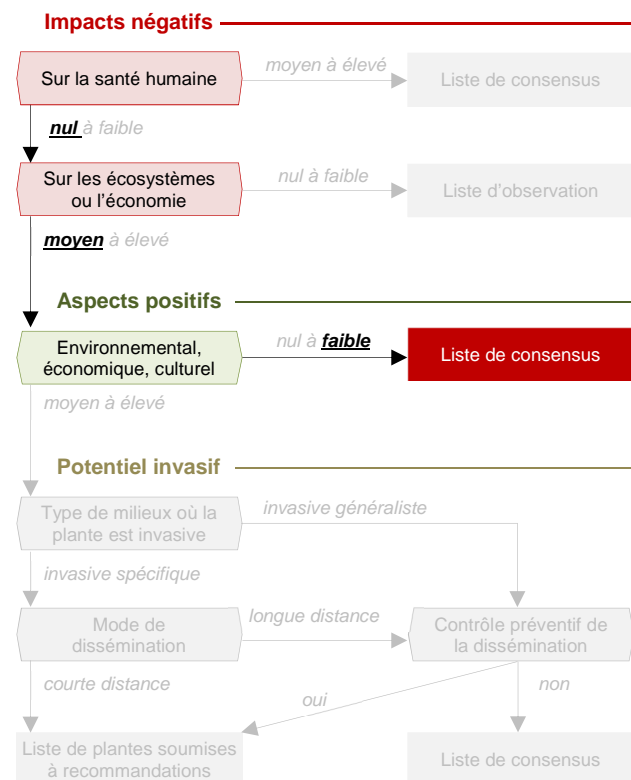 Impacts négatifs
Sur la santé humaine
moyen à élevé
Liste de consensus
nul à faible
Sur les écosystèmes
ou l'économie
nul à faible
Liste d'observation
moyen à élevé
Aspects positifs
Environnemental,
économique, culturel
nul à faible
Liste de consensus
moyen à élevé
Potentiel invasif
Type de milieux où la
plante est invasive
invasive généraliste
invasive spécifique
Mode de
dissémination
longue distance
Contrôle préventif de
la dissémination
courte distance
oui
non
Liste de plantes soumises
à recommandations
Liste de consensus